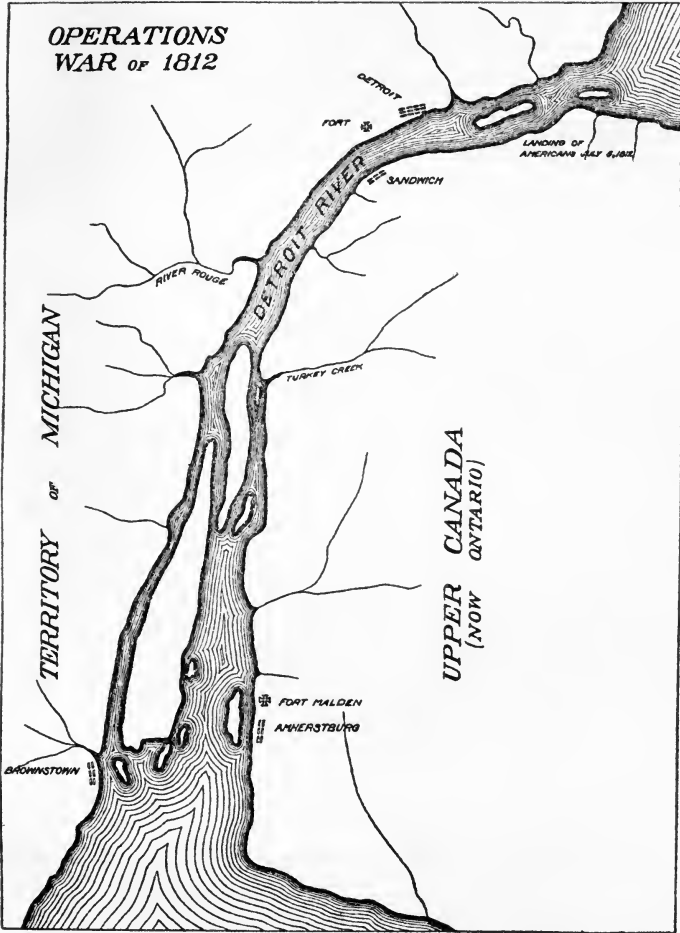 OPERATIONS
WAR OF 1812
DETROIT
FORT
LANDING OF
AMERICANS JULY 5, 1812.
SANDWICH
DETROIT RIVER
RIVER ROUGE
TURKEY CREEK
TERRITORY OF MICHIGAN
UPPER CANADA
(NOW ONTARIO)
FORT MALDEN
AMHERSTBURG
BROWNSTOWN